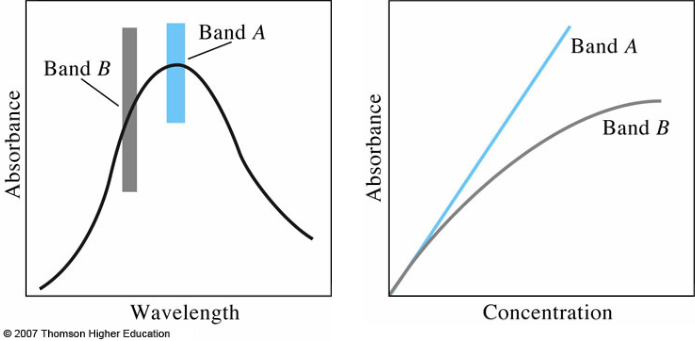 Band A
Band B
Absorbance
Wavelength
Band A
Band B
Absorbance
Concentration
© 2007 Thomson Higher Education